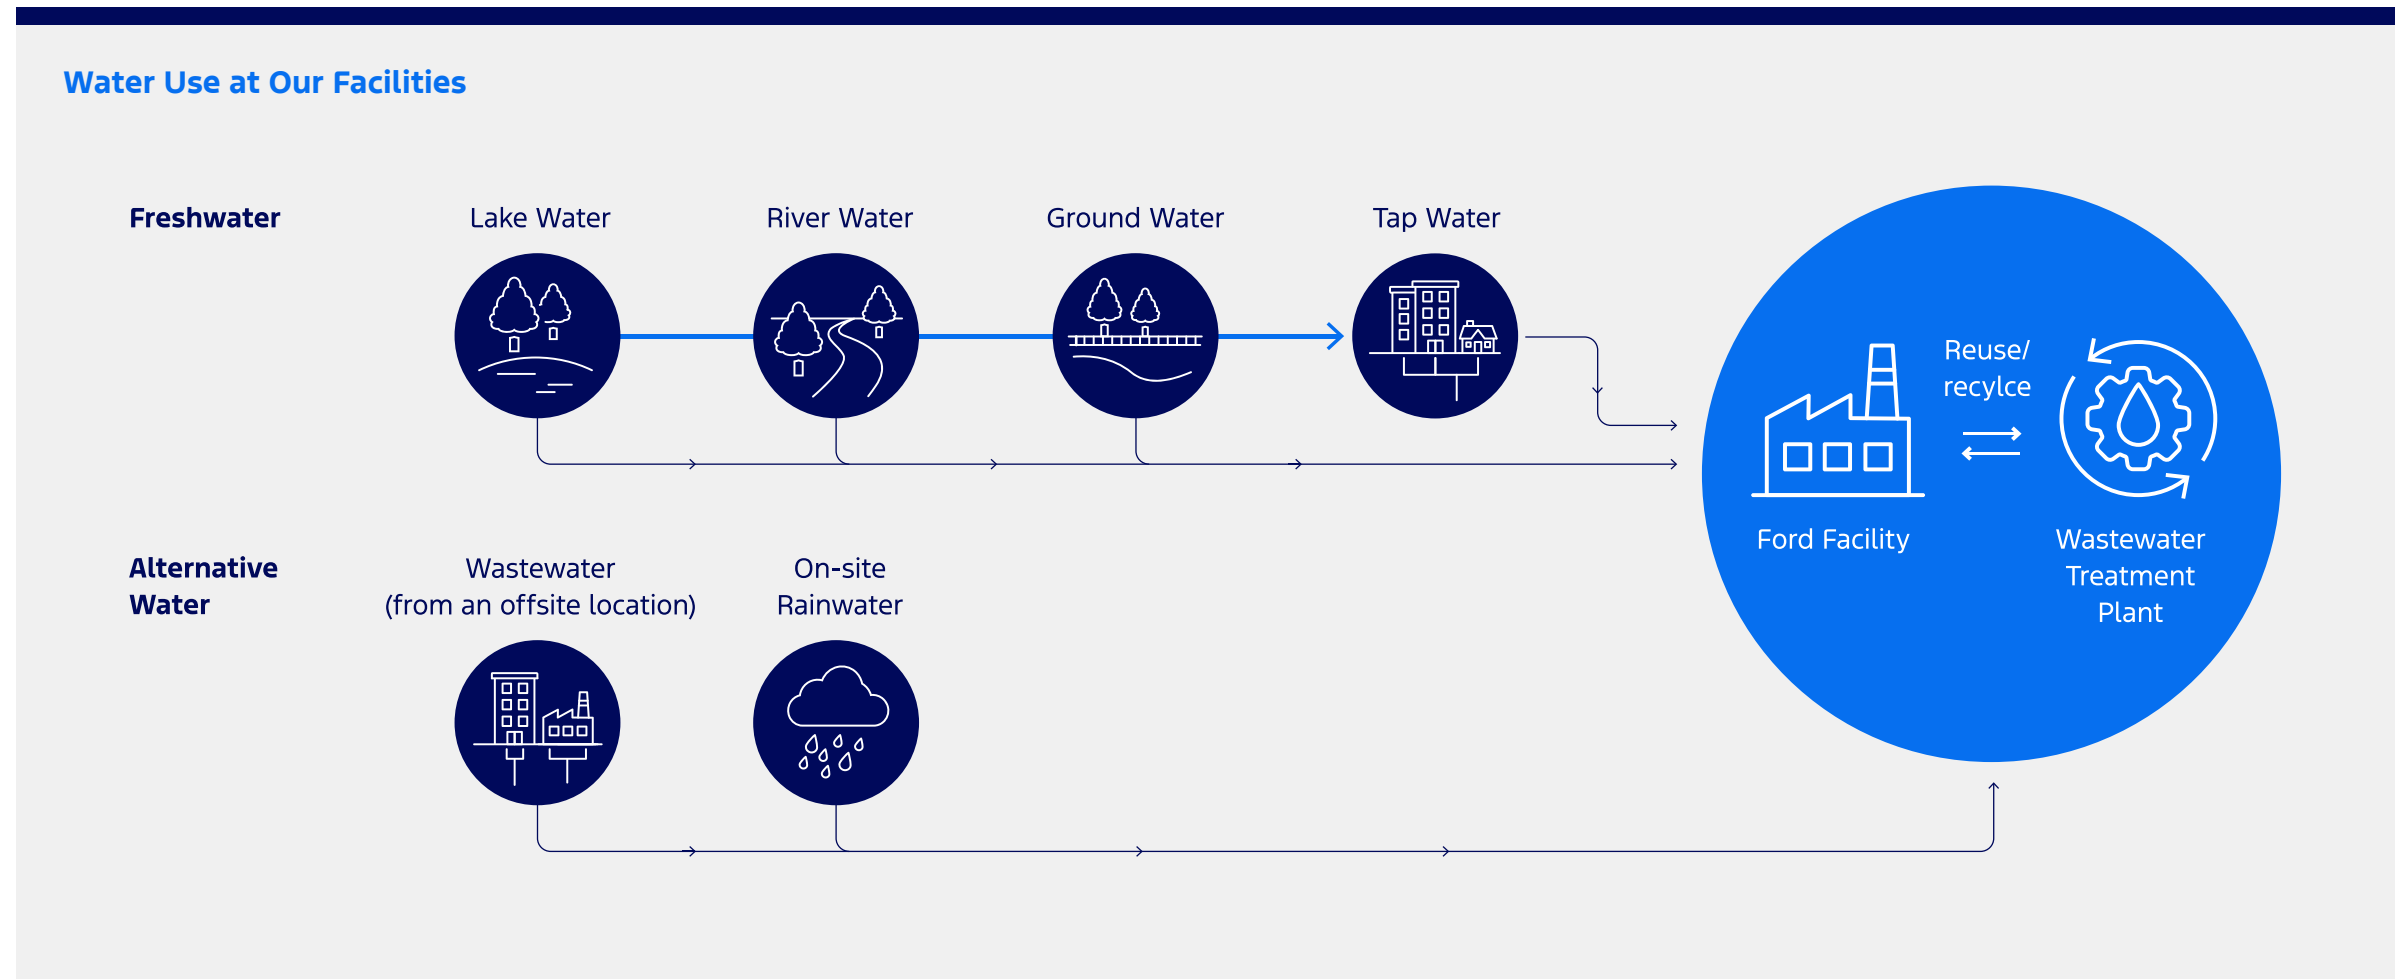 Water Use at Our Facilities
Freshwater
Lake Water
River Water
Ground Water
Tap Water
Reuse/
recylce
Ford Facility
Wastewater
Treatment
Plant
Alternative
Water
Wastewater
(from an offsite location)
On-site
Rainwater